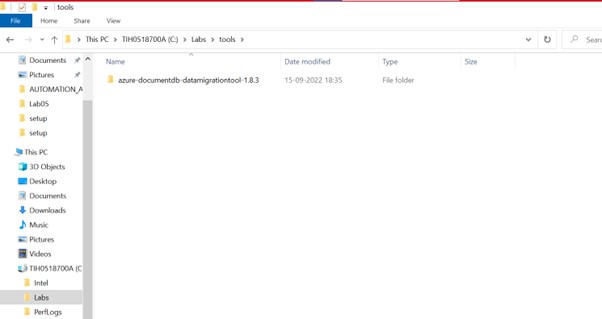 tools
File Home Share View
This PC > TIH0518700A (C:) > Labs > tools >
Name Date modified Type Size
Documents
azure-documentdb-datamigrationtool-1.8.3 15-09-2022 18:35 File folder
Pictures
AUTOMATION_A
Lab05
setup
setup
This PC
3D Objects
Desktop
Documents
Downloads
Music
Pictures
Videos
TIH0518700A (C
Intel
Labs
PerfLogs